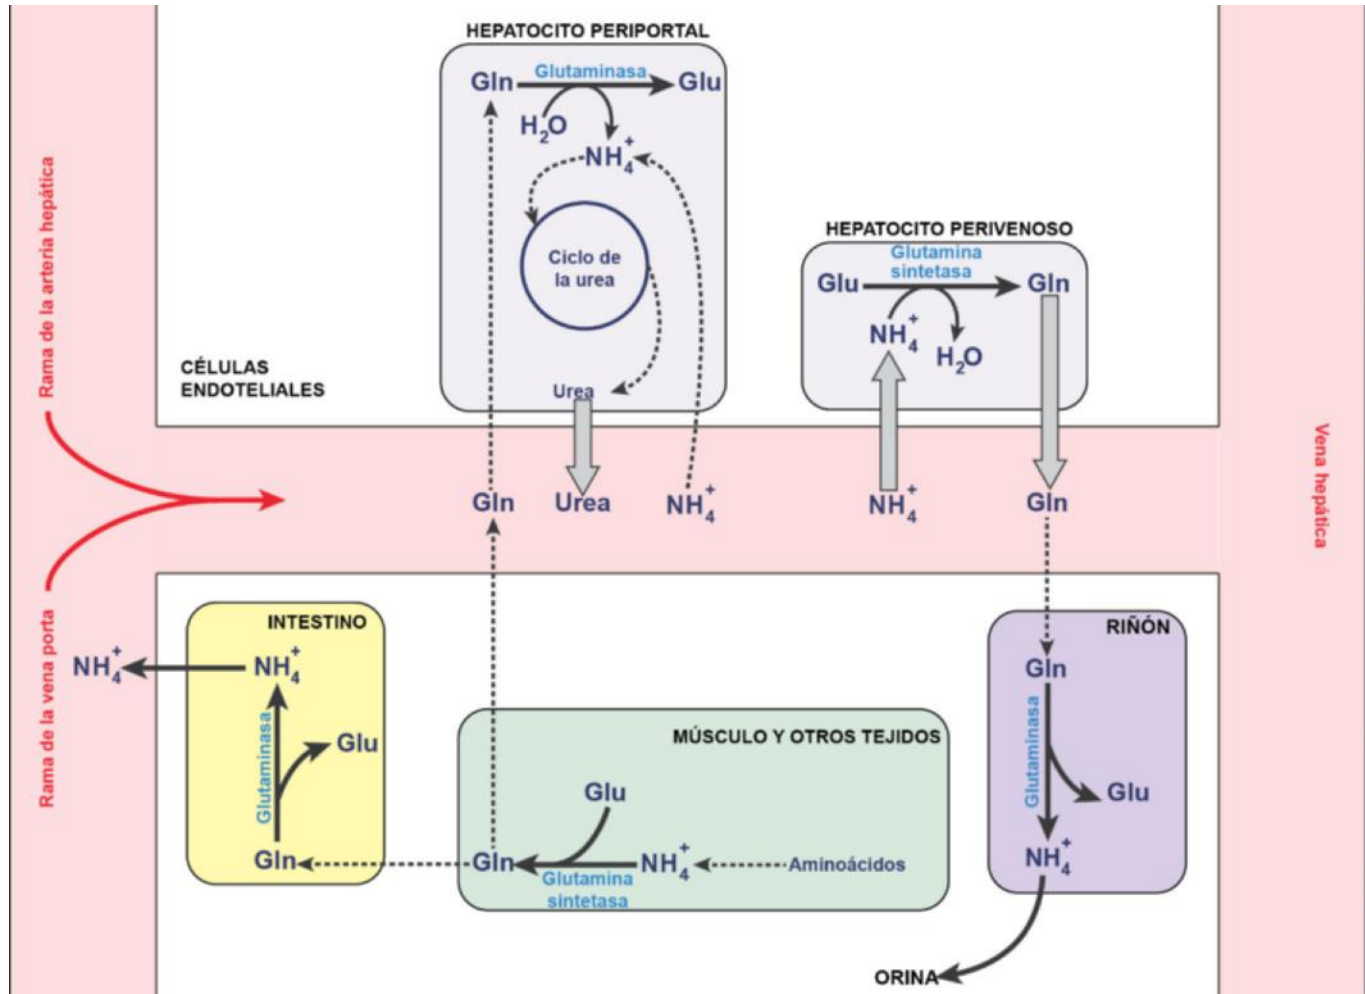 HEPATOCITO PERIPORTAL
Gln
Glutaminasa
Glu
H2O
NH4+
Ciclo de
la urea
Urea
HEPATOCITO PERIVENOSO
Glu
Glutamina
sintetasa
Gln
NH4+
H2O
CÉLULAS
ENDOTELIALES
Rama de la arteria hepática
Rama de la vena porta
Vena hepática
Gln
Urea
NH4+
NH4+
Gln
NH4+
INTESTINO
NH4+
Glutaminasa
Glu
Gln
MÚSCULO Y OTROS TEJIDOS
Glu
Gln
NH4+
Aminoácidos
Glutamina
sintetasa
RIÑÓN
Gln
Glutaminasa
Glu
NH4+
ORINA